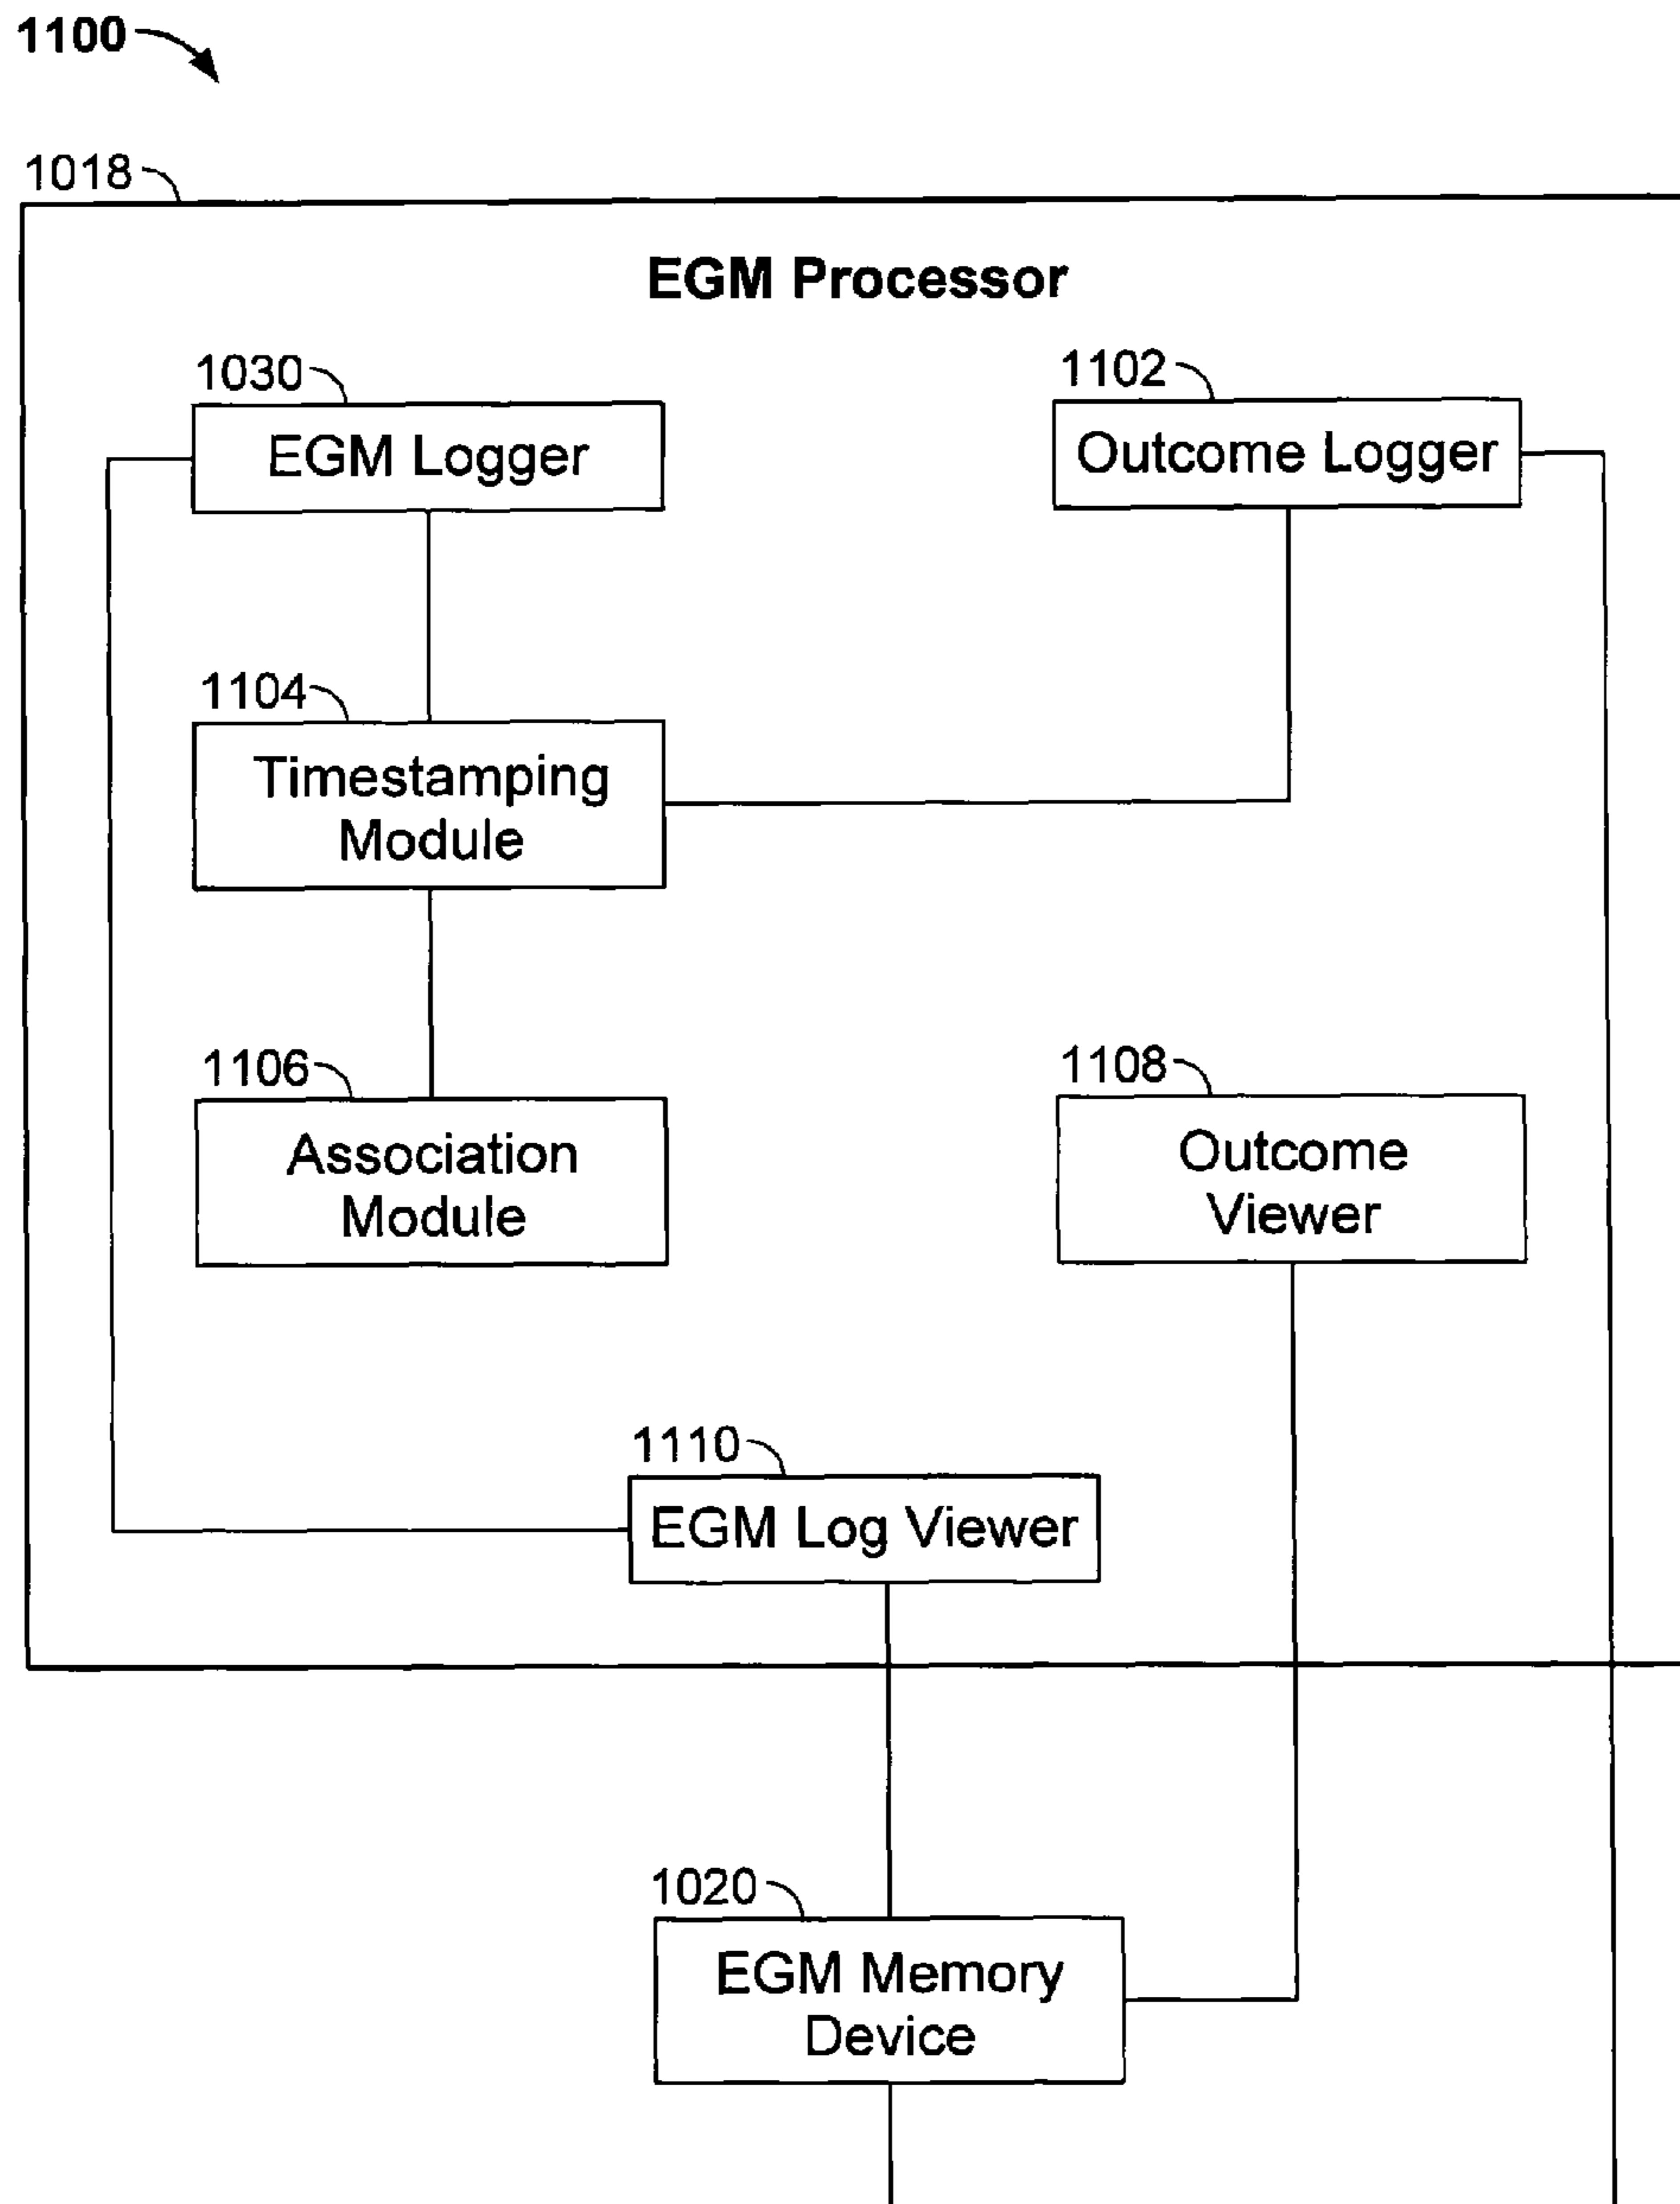 1100
1018
EGM Processor
1030
EGM Logger
1102
Outcome Logger
1104
Timestamping
Module
1106
Association
Module
1108
Outcome
Viewer
1110
EGM Log Viewer
1020
EGM Memory
Device